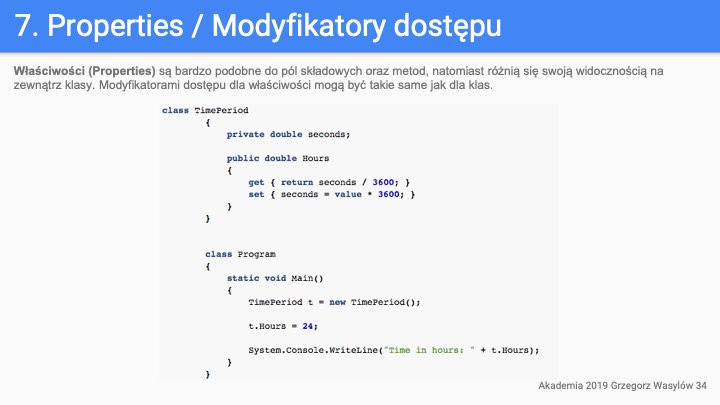 7. Properties / Modyfikatory dostępu
Właściwości (Properties) są bardzo podobne do pól składowych oraz metod, natomiast różnią się swoją widocznością na
zewnątrz klasy. Modyfikatorami dostępu dla właściwości mogą być takie same jak dla klas.
class TimePeriod
{
private double seconds;
public double Hours
{
get { return seconds / 3600; }
set { seconds = value * 3600; }
}
}
class Program
{
static void Main()
{
TimePeriod t = new TimePeriod();
t.Hours = 24;
System.Console.WriteLine("Time in hours: " + t.Hours);
}
}
Akademia 2019 Grzegorz Wasylów 34